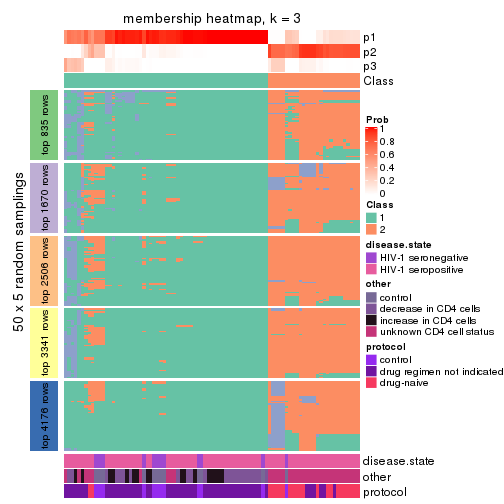 membership heatmap, k = 3
p1
p2
p3
Class
50 x 5 random samplings
top 835 rows
top 1670 rows
top 2506 rows
top 3341 rows
top 4176 rows
Prob
1
0.8
0.6
0.4
0.2
0
Class
1
2
disease.state
HIV-1 seronegative
HIV-1 seropositive
other
control
decrease in CD4 cells
increase in CD4 cells
unknown CD4 cell status
protocol
control
drug regimen not indicated
drug-naive
disease.state
other
protocol